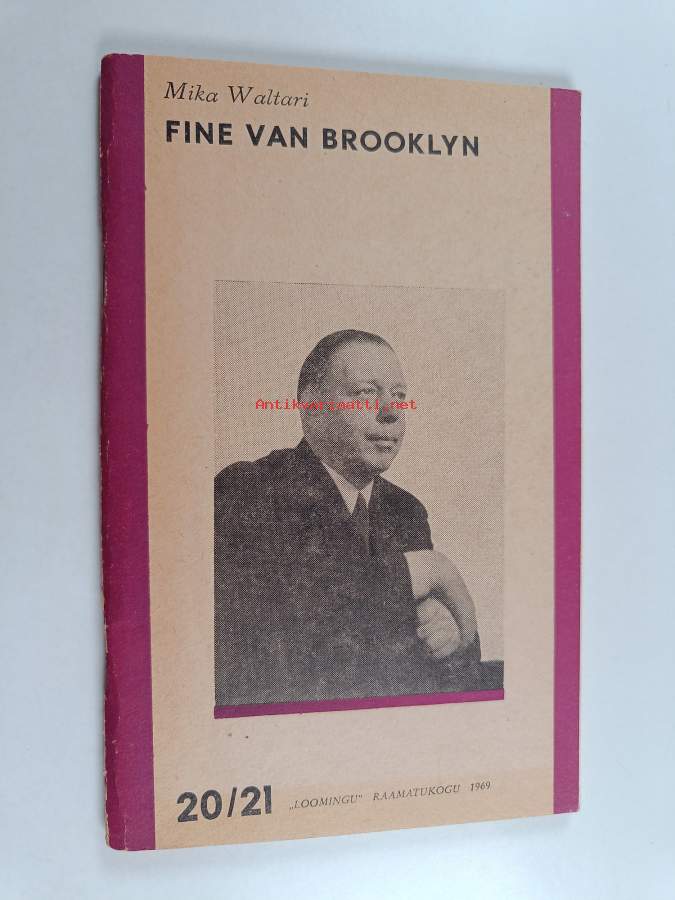 Mika Waltari
FINE VAN BROOKLYN
Antikvariaatti.net
20/21 „LOOMINGU“ RAAMATUKOGU 1969